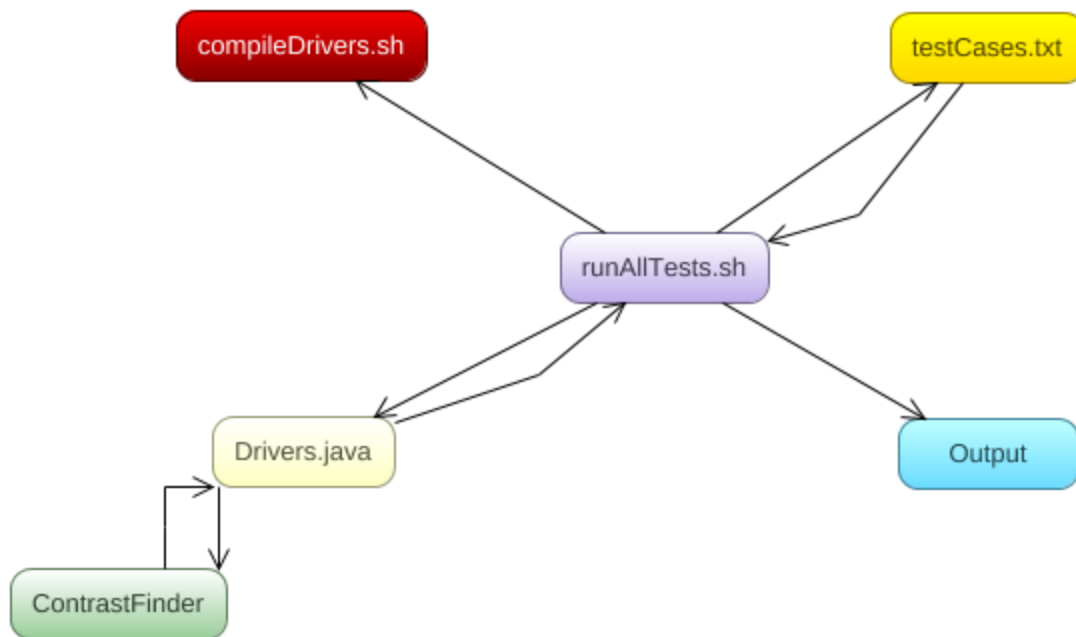 compileDrivers.sh
testCases.txt
runAllTests.sh
Drivers.java
Output
ContrastFinder